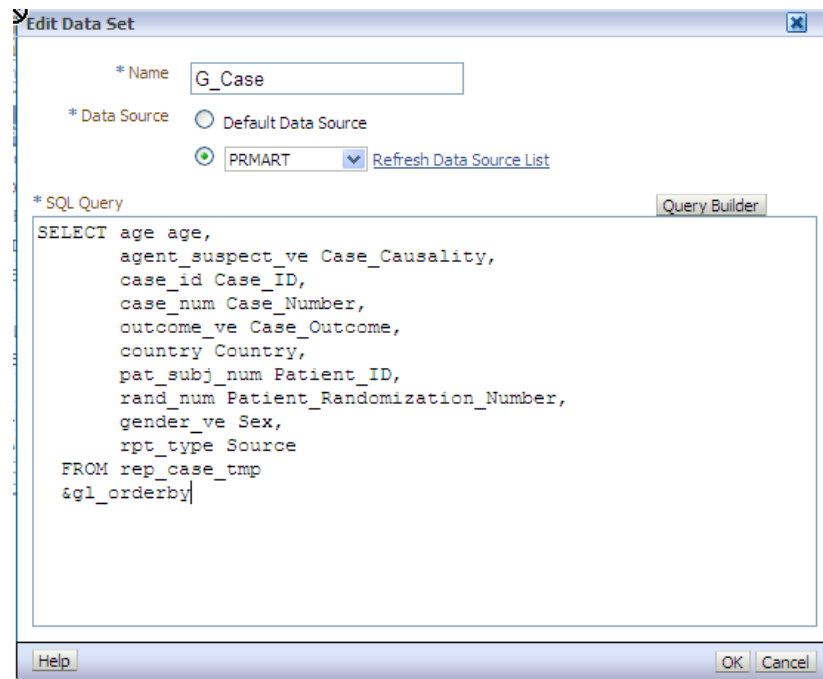 Edit Data Set
* Name G_Case
* Data Source Default Data Source
PRMART Refresh Data Source List
* SQL Query Query Builder
SELECT age age,
agent_suspect_ve Case_Causality,
case_id Case_ID,
case_num Case_Number,
outcome_ve Case_Outcome,
country Country,
pat_subj_num Patient_ID,
rand_num Patient_Randomization_Number,
gender_ve Sex,
rpt_type Source
FROM rep_case_tmp
&gl_orderby
Help OK Cancel